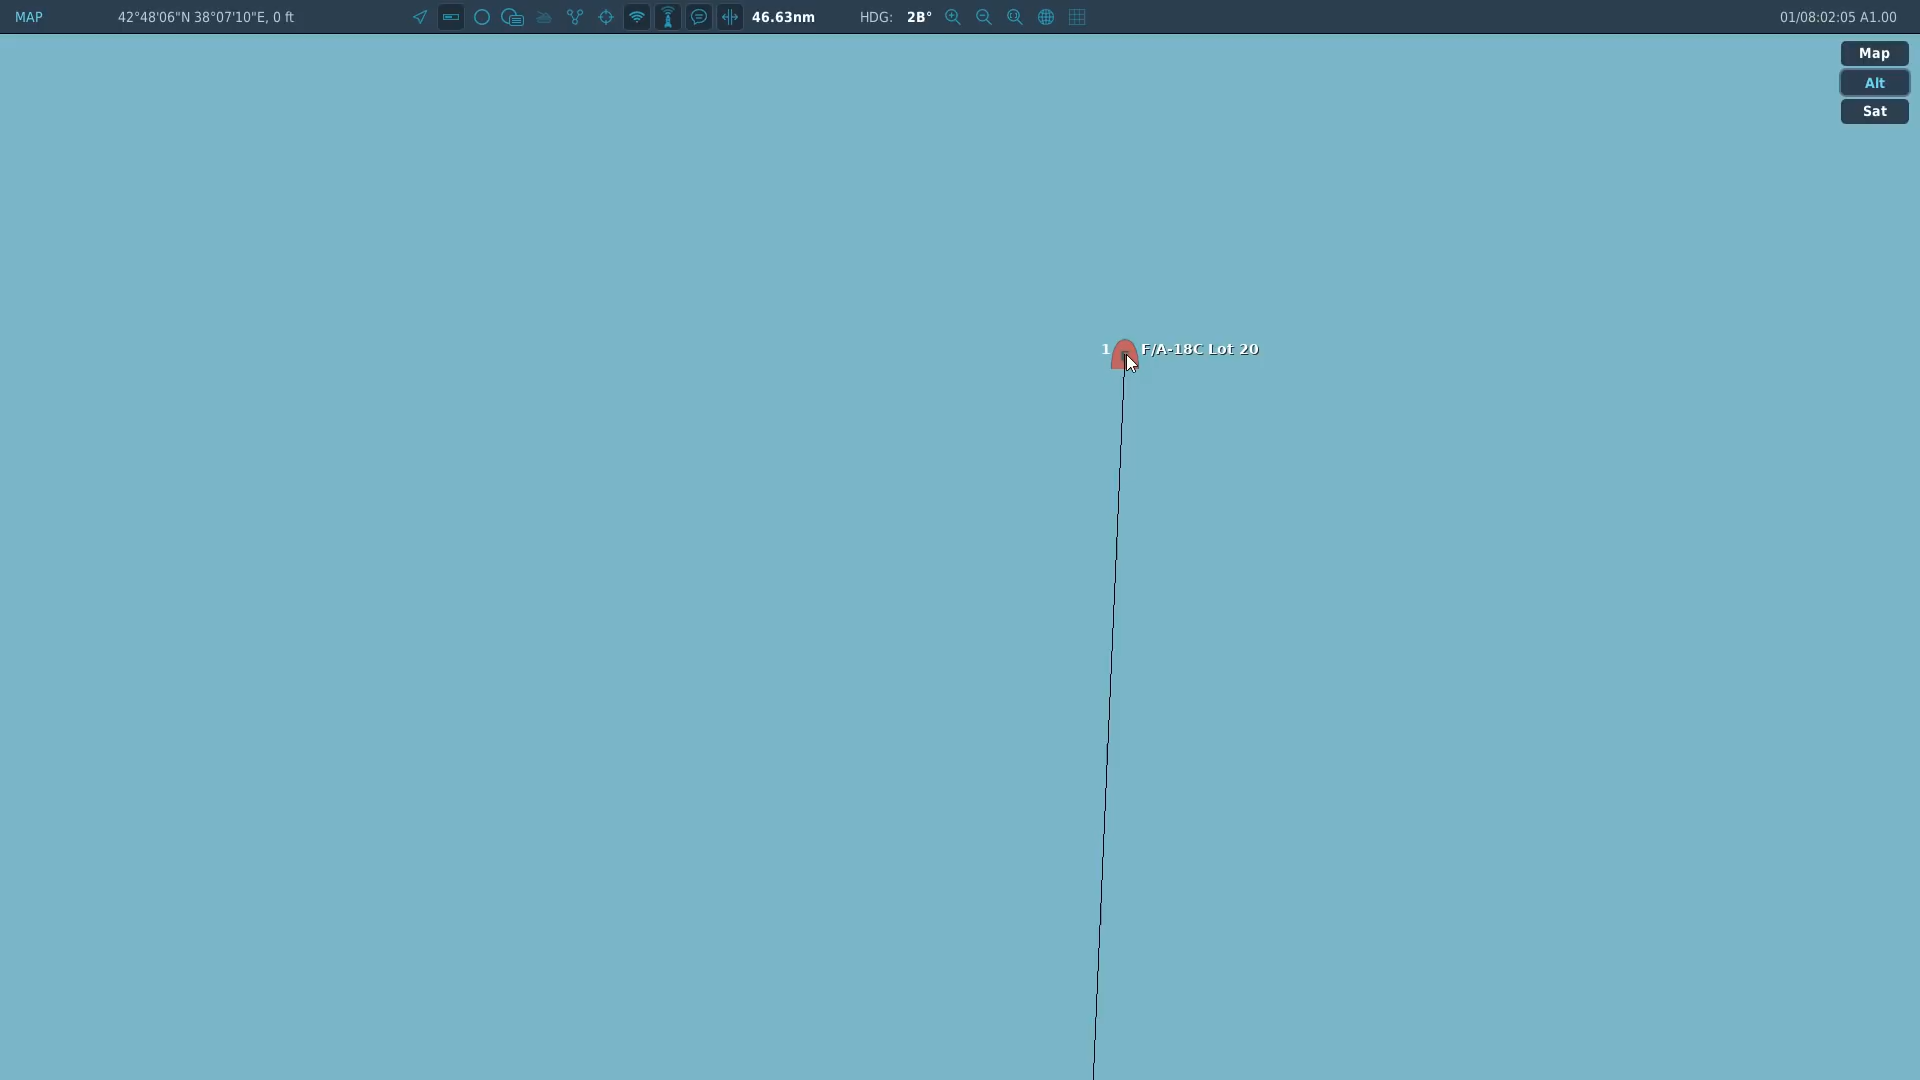 MAP 42°48'06"N 38°07'10"E, 0 ft 46.63nm HDG: 2B° 01/08:02:05 A1.00
Map
Alt
Sat
1 F/A-18C Lot 20